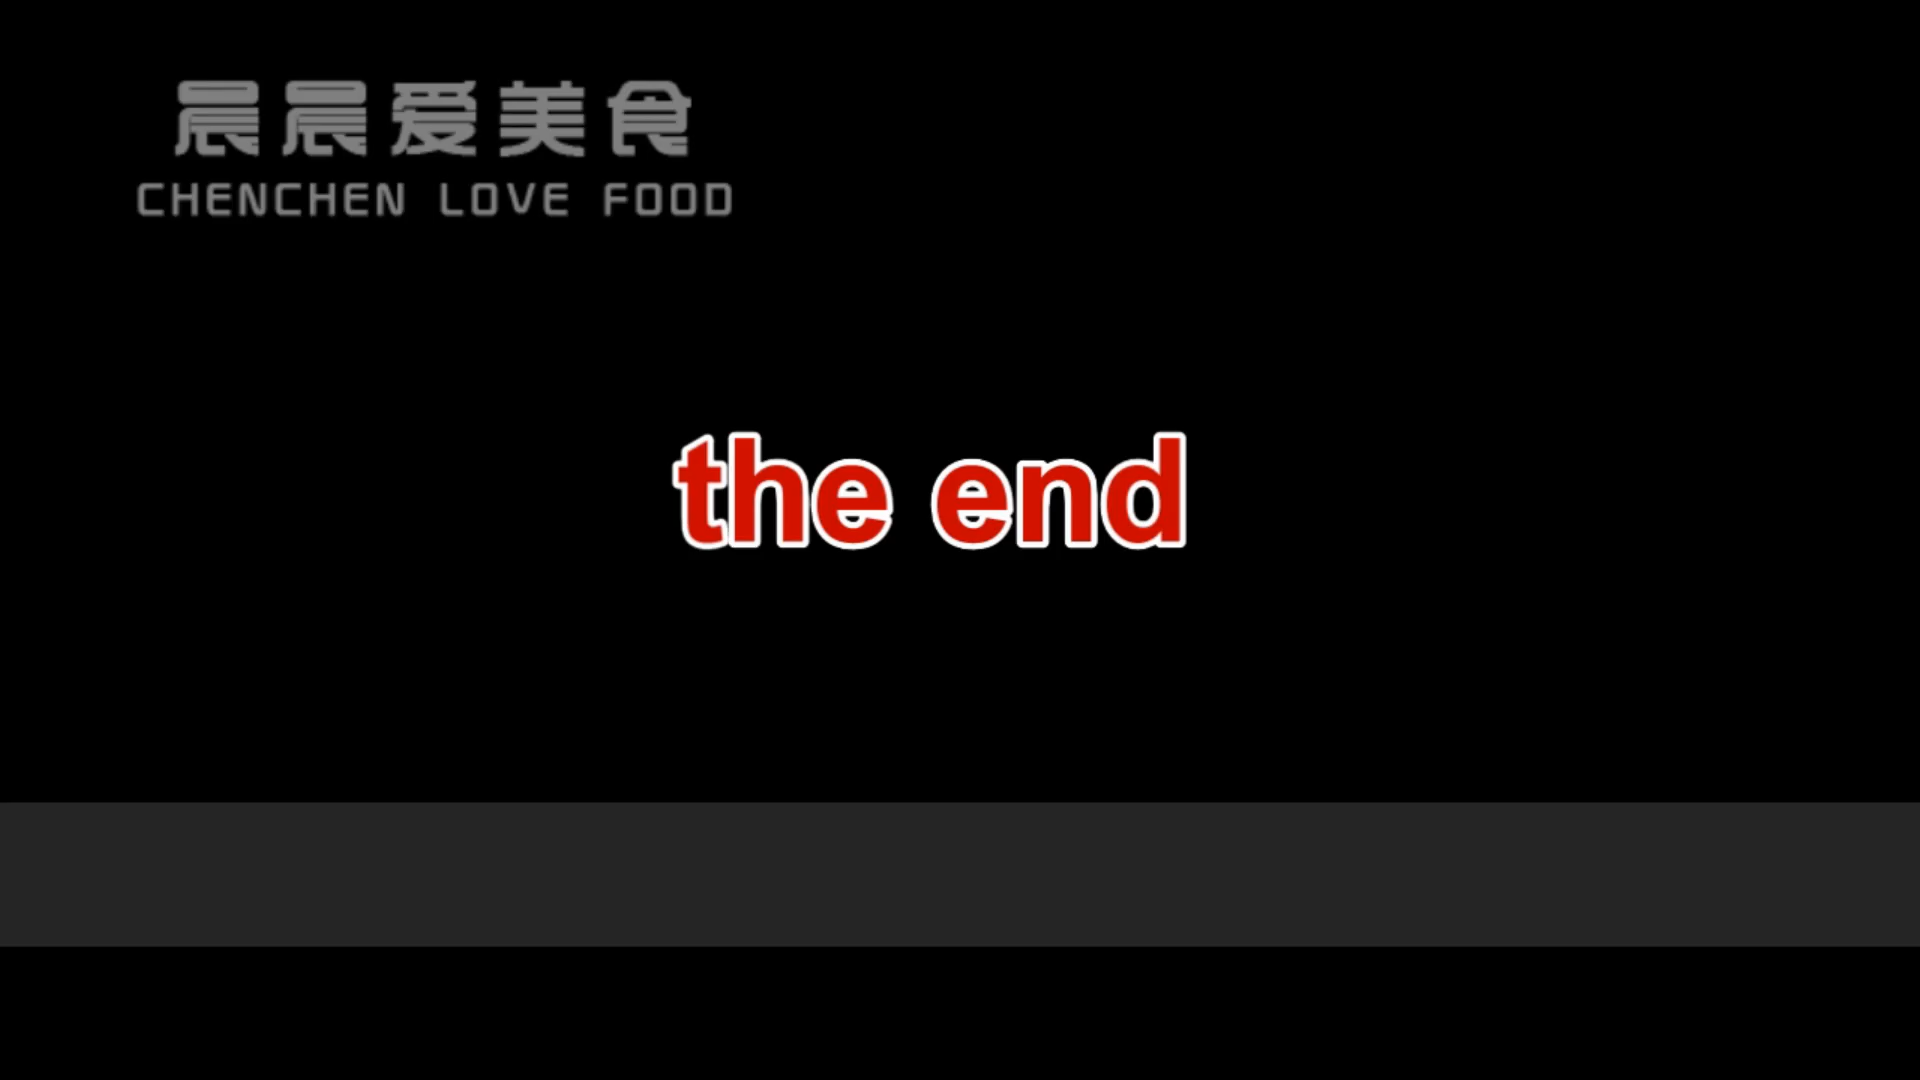 晨晨爱美食
CHENCHEN LOVE FOOD
the end